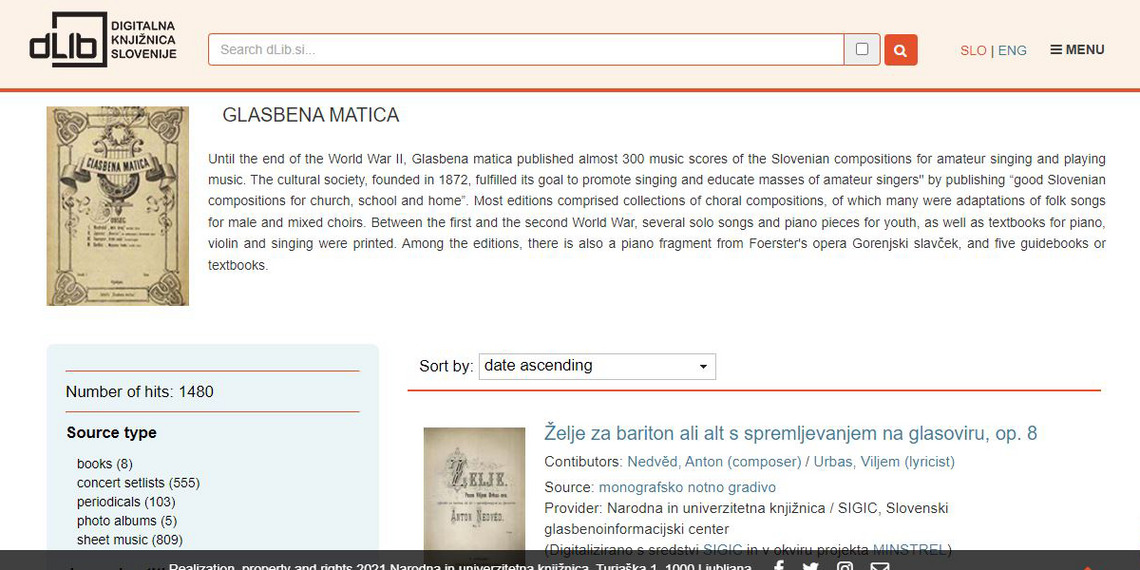 dLib
DIGITALNA
KNJIŽNICA
SLOVENIJE
Search dLib.si...
SLO | ENG
MENU
GLASBENA MATICA
GLASBENA MATICA
Until the end of the World War II, Glasbena matica published almost 300 music scores of the Slovenian compositions for amateur singing and playing
music. The cultural society, founded in 1872, fulfilled its goal to promote singing and educate masses of amateur singers" by publishing “good Slovenian
compositions for church, school and home”. Most editions comprised collections of choral compositions, of which many were adaptations of folk songs
for male and mixed choirs. Between the first and the second World War, several solo songs and piano pieces for youth, as well as textbooks for piano,
violin and singing were printed. Among the editions, there is also a piano fragment from Foerster's opera Gorenjski slavček, and five guidebooks or
textbooks.
Number of hits: 1480
Source type
books (8)
concert setlists (555)
periodicals (103)
photo albums (5)
sheet music (809)
Sort by: date ascending
ŽELJE.
ANTON NEDVĚD.
Želje za bariton ali alt s spremljevanjem na glasoviru, op. 8
Contibutors: Nedvěd, Anton (composer) / Urbas, Viljem (lyricist)
Source: monografsko notno gradivo
Provider: Narodna in univerzitetna knjižnica / SIGIC, Slovenski
glasbenoinformacijski center
(Digitalizirano s sredstvi SIGIC in v okviru projekta MINSTREL)
Realization, property and rights 2021 Narodna in univerzitetna knjižnica, Turjaška 1, 1000 Ljubljana